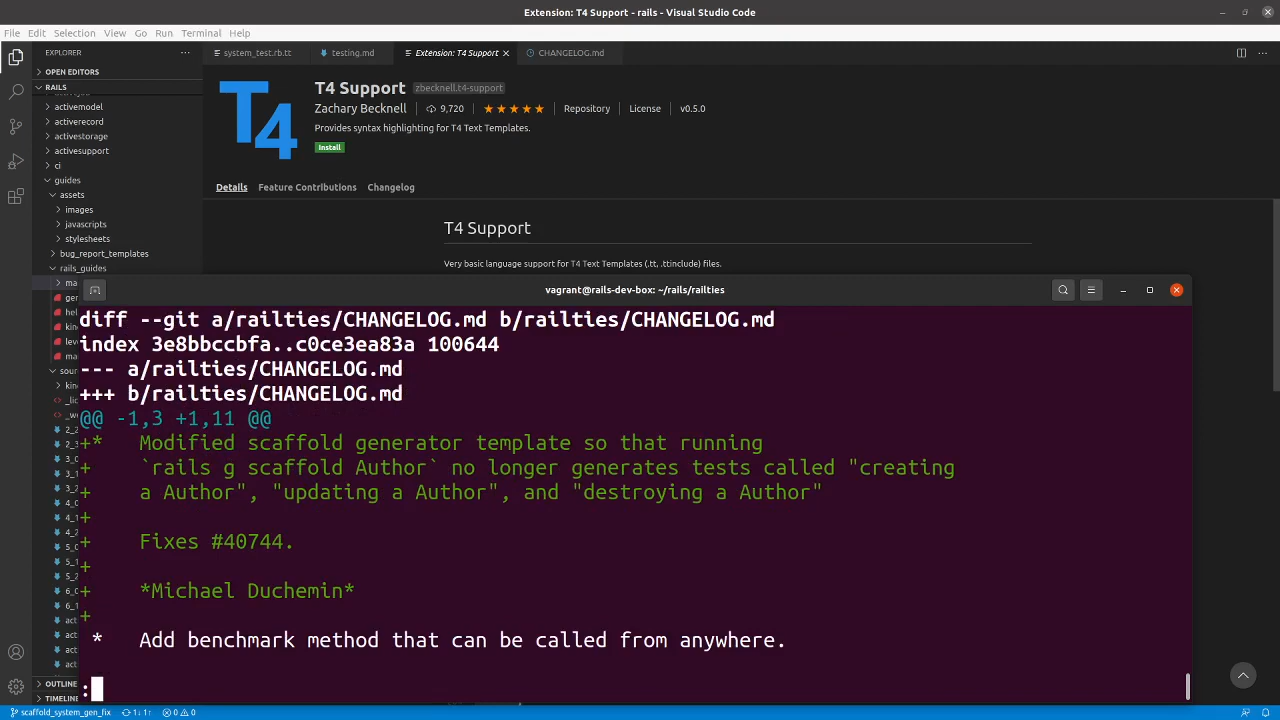 Extension: T4 Support - rails - Visual Studio Code
File Edit Selection View Go Run Terminal Help
EXPLORER
system_test.rb.tt
testing.md
Extension: T4 Support
CHANGELOG.md
OPEN EDITORS
RAILS
activemodel
activerecord
activestorage
activesupport
ci
guides
assets
images
javascripts
stylesheets
bug_report_templates
rails_guides
T4
T4 Support
zbecknell.t4-support
Zachary Becknell
9,720
Repository
License
v0.5.0
Provides syntax highlighting for T4 Text Templates.
Install
Details
Feature Contributions
Changelog
T4 Support
Very basic language support for T4 Text Templates (.tt, .ttinclude) files.
vagrant@rails-dev-box: ~/rails/railties
diff --git a/railties/CHANGELOG.md b/railties/CHANGELOG.md
index 3e8bbccbfa..c0ce3ea83a 100644
--- a/railties/CHANGELOG.md
+++ b/railties/CHANGELOG.md
@@ -1,3 +1,11 @@
+*   Modified scaffold generator template so that running
+    `rails g scaffold Author` no longer generates tests called "creating
+    a Author", "updating a Author", and "destroying a Author"
+
+    Fixes #40744.
+
+    *Michael Duchemin*
+
 *   Add benchmark method that can be called from anywhere.
:
OUTLINE
TIMELINE
scaffold_system_gen_fix
1↓ 1↑
0
0